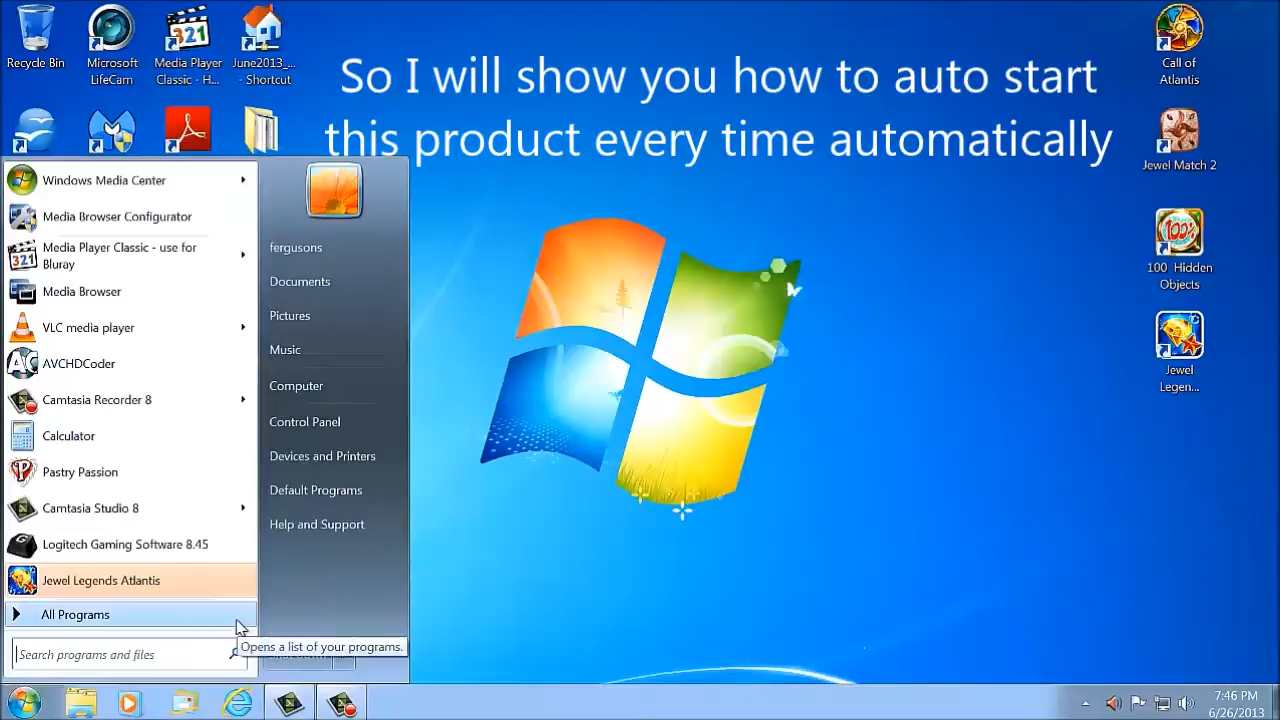 Recycle Bin
Microsoft
LifeCam
Media Player
Classic - H...
June2013_...
- Shortcut
So I will show you how to auto start
this product every time automatically
Call of
Atlantis
Jewel Match 2
100 Hidden
Objects
Jewel
Legen...
Windows Media Center
Media Browser Configurator
Media Player Classic - use for
Bluray
Media Browser
VLC media player
AVCHDCoder
Camtasia Recorder 8
Calculator
Pastry Passion
Camtasia Studio 8
Logitech Gaming Software 8.45
Jewel Legends Atlantis
All Programs
Search programs and files
fergusons
Documents
Pictures
Music
Computer
Control Panel
Devices and Printers
Default Programs
Help and Support
Opens a list of your programs.
7:46 PM
6/26/2013